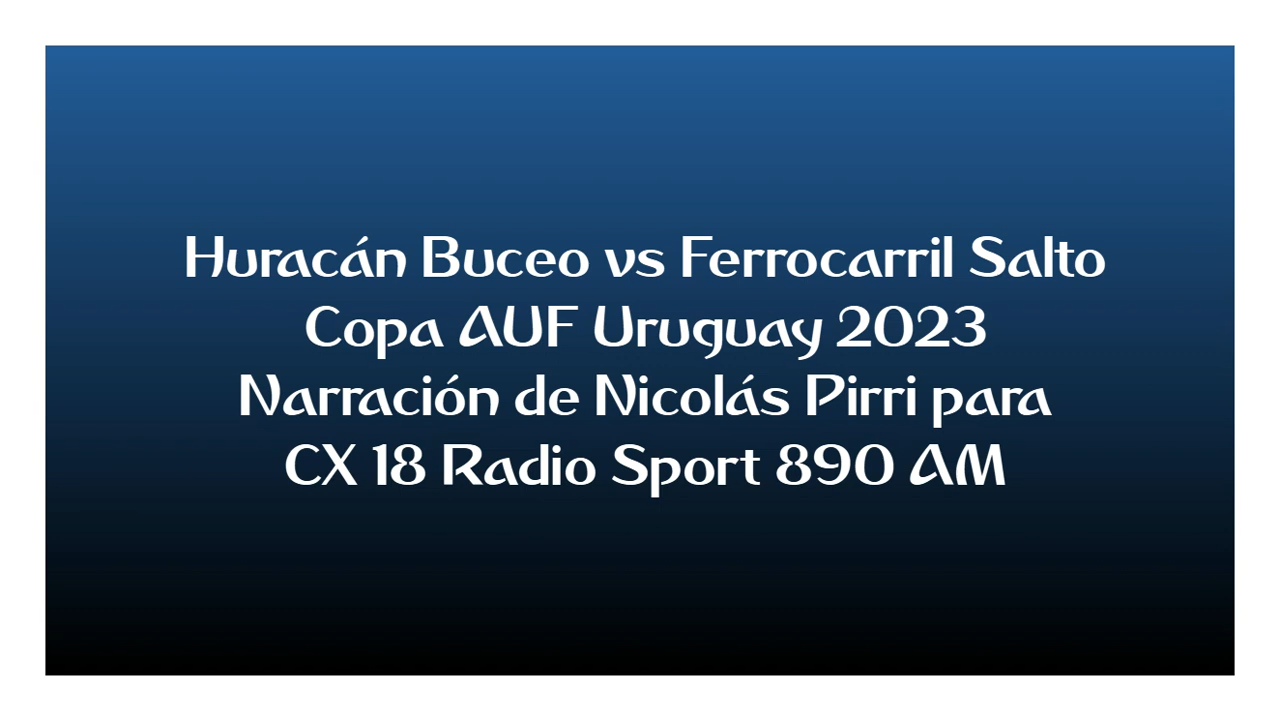 Huracán Buceo vs Ferrocarril Salto
Copa AUF Uruguay 2023
Narración de Nicolás Pirri para
CX 18 Radio Sport 890 AM